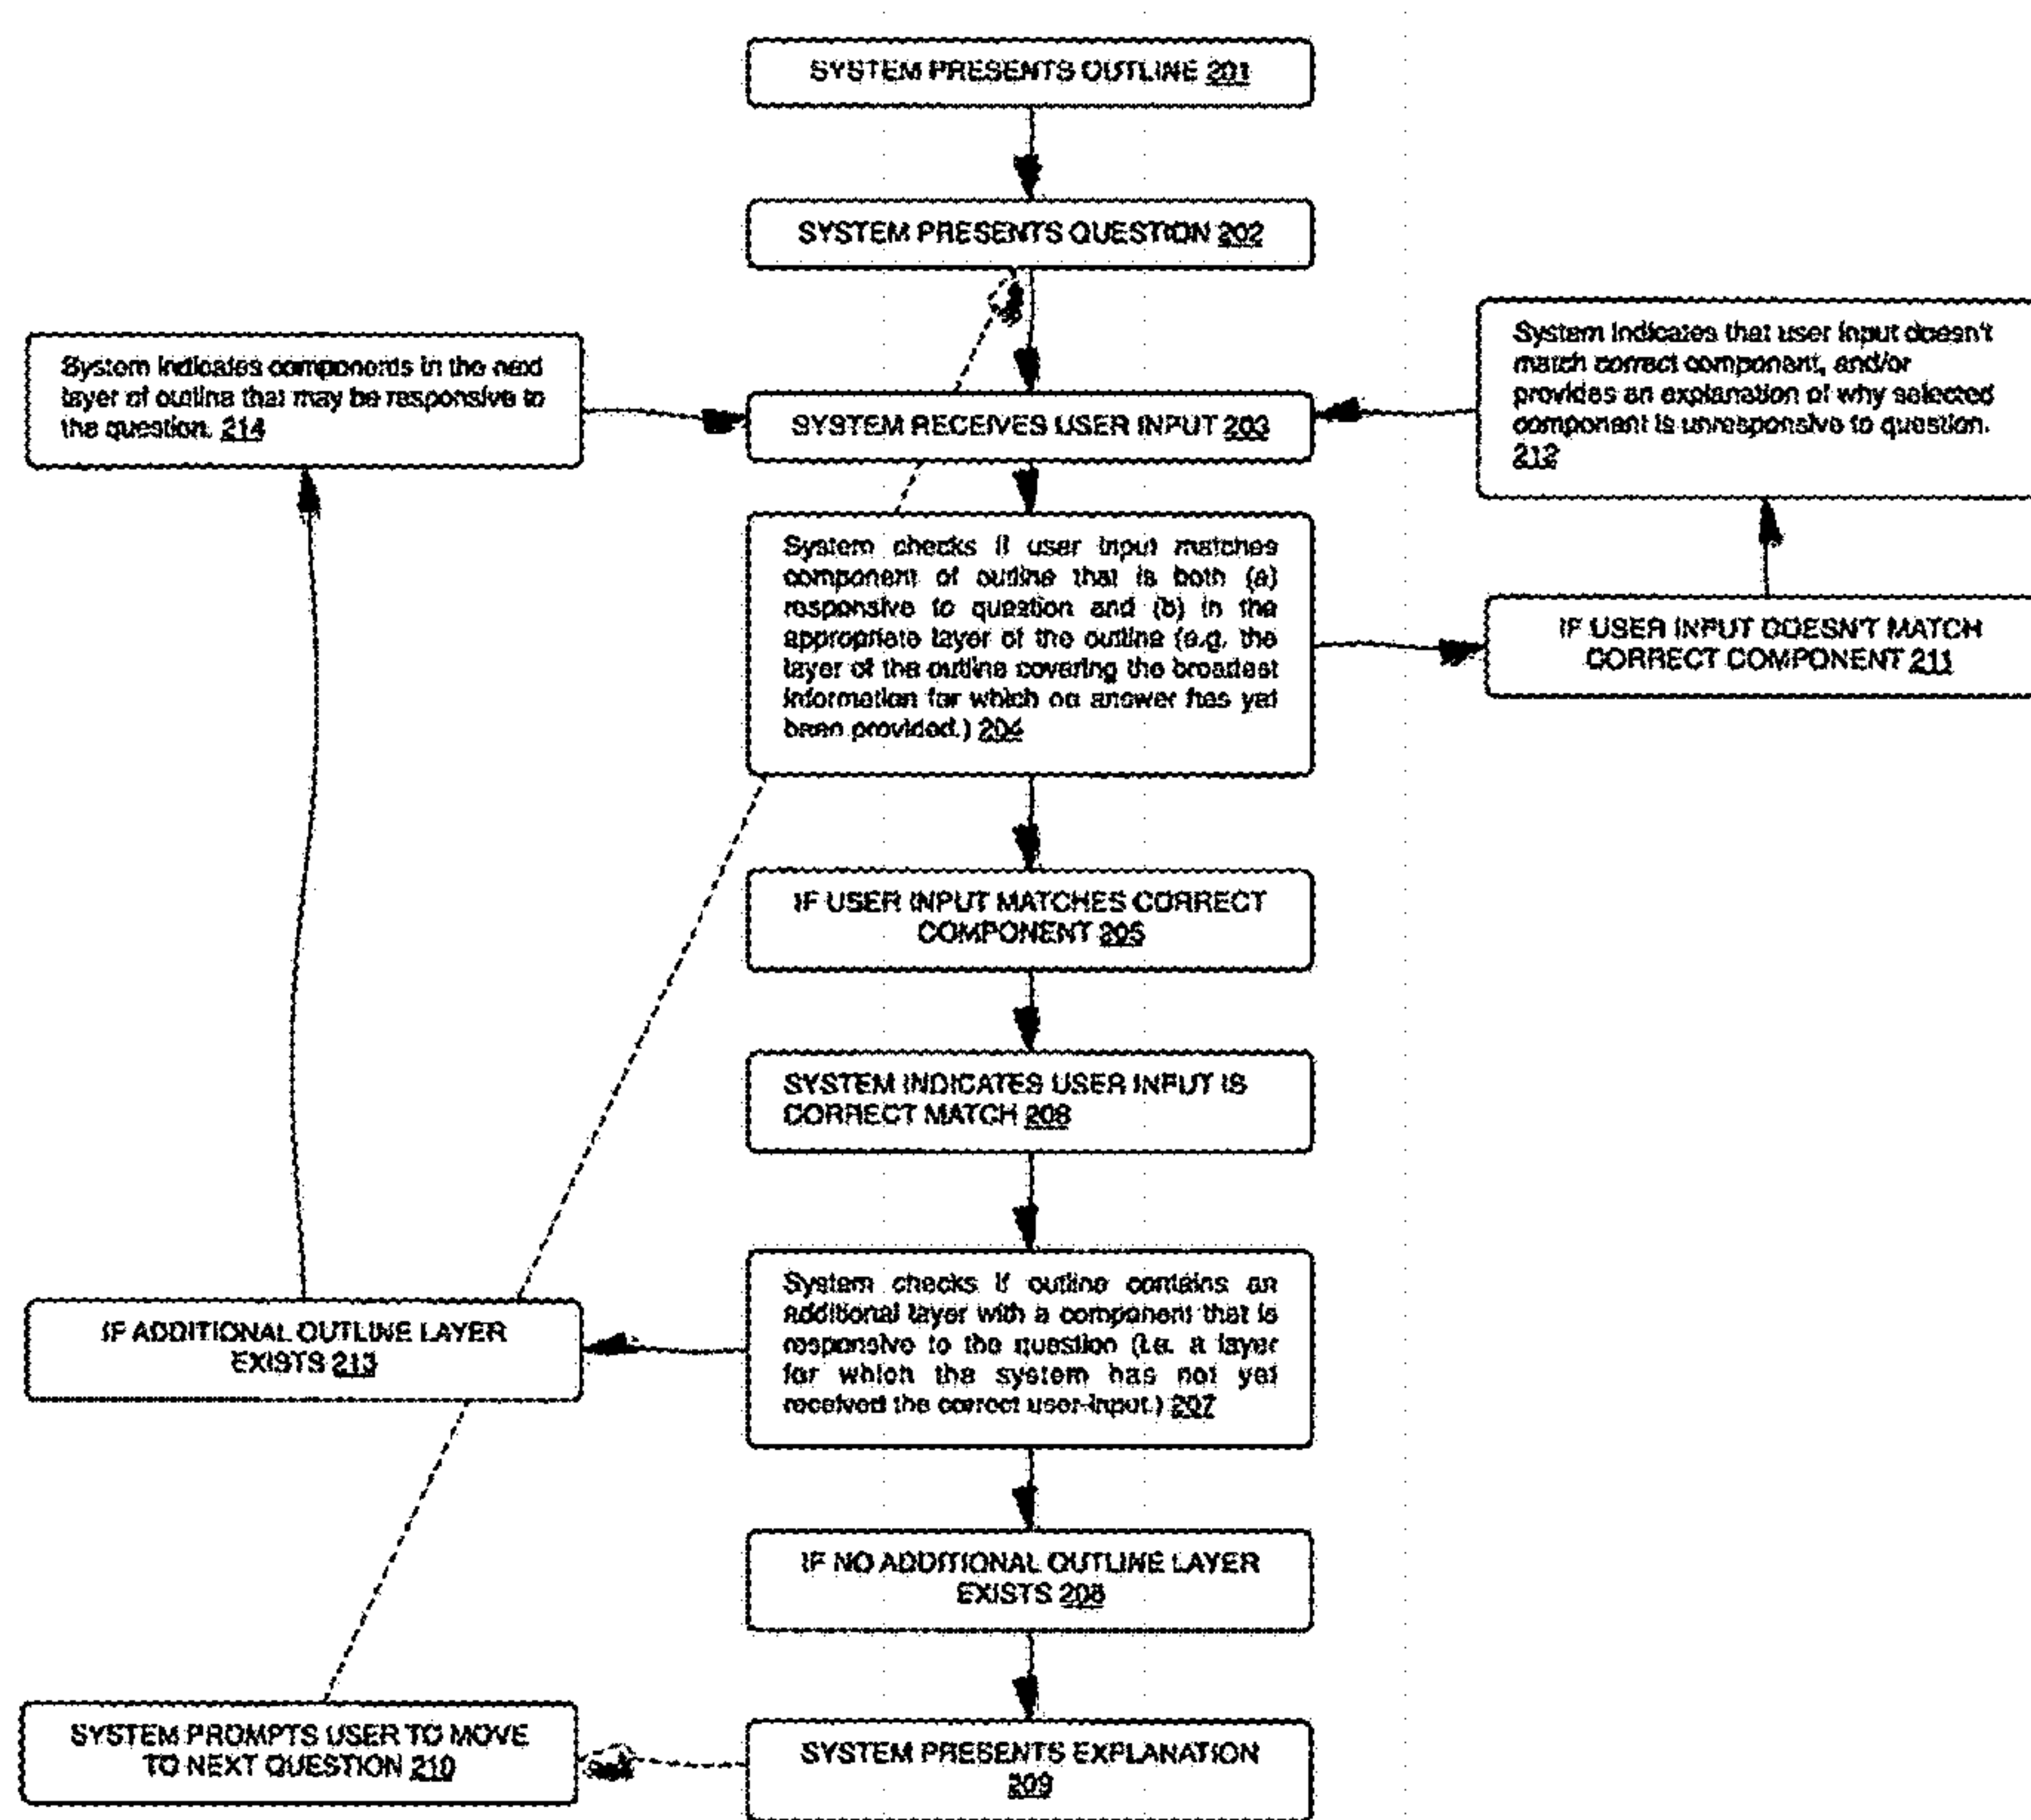 SYSTEM PRESENTS OUTLINE 201
SYSTEM PRESENTS QUESTION 202
System indicates components in the next
layer of outline that may be responsive to
the question. 214
SYSTEM RECEIVES USER INPUT 203
System indicates that user input doesn't
match correct component, and/or
provides an explanation of why selected
component is unresponsive to question.
212
System checks if user input matches
component of outline that is both (a)
responsive to question and (b) in the
appropriate layer of the outline (e.g. the
layer of the outline covering the broadest
information for which no answer has yet
been provided.) 204
IF USER INPUT DOESN'T MATCH
CORRECT COMPONENT 211
IF USER INPUT MATCHES CORRECT
COMPONENT 205
SYSTEM INDICATES USER INPUT IS
CORRECT MATCH 206
System checks if outline contains an
additional layer with a component that is
responsive to the question (i.e. a layer
for which the system has not yet
received the correct user-input.) 207
IF ADDITIONAL OUTLINE LAYER
EXISTS 213
IF NO ADDITIONAL OUTLINE LAYER
EXISTS 208
SYSTEM PROMPTS USER TO MOVE
TO NEXT QUESTION 210
SYSTEM PRESENTS EXPLANATION
209